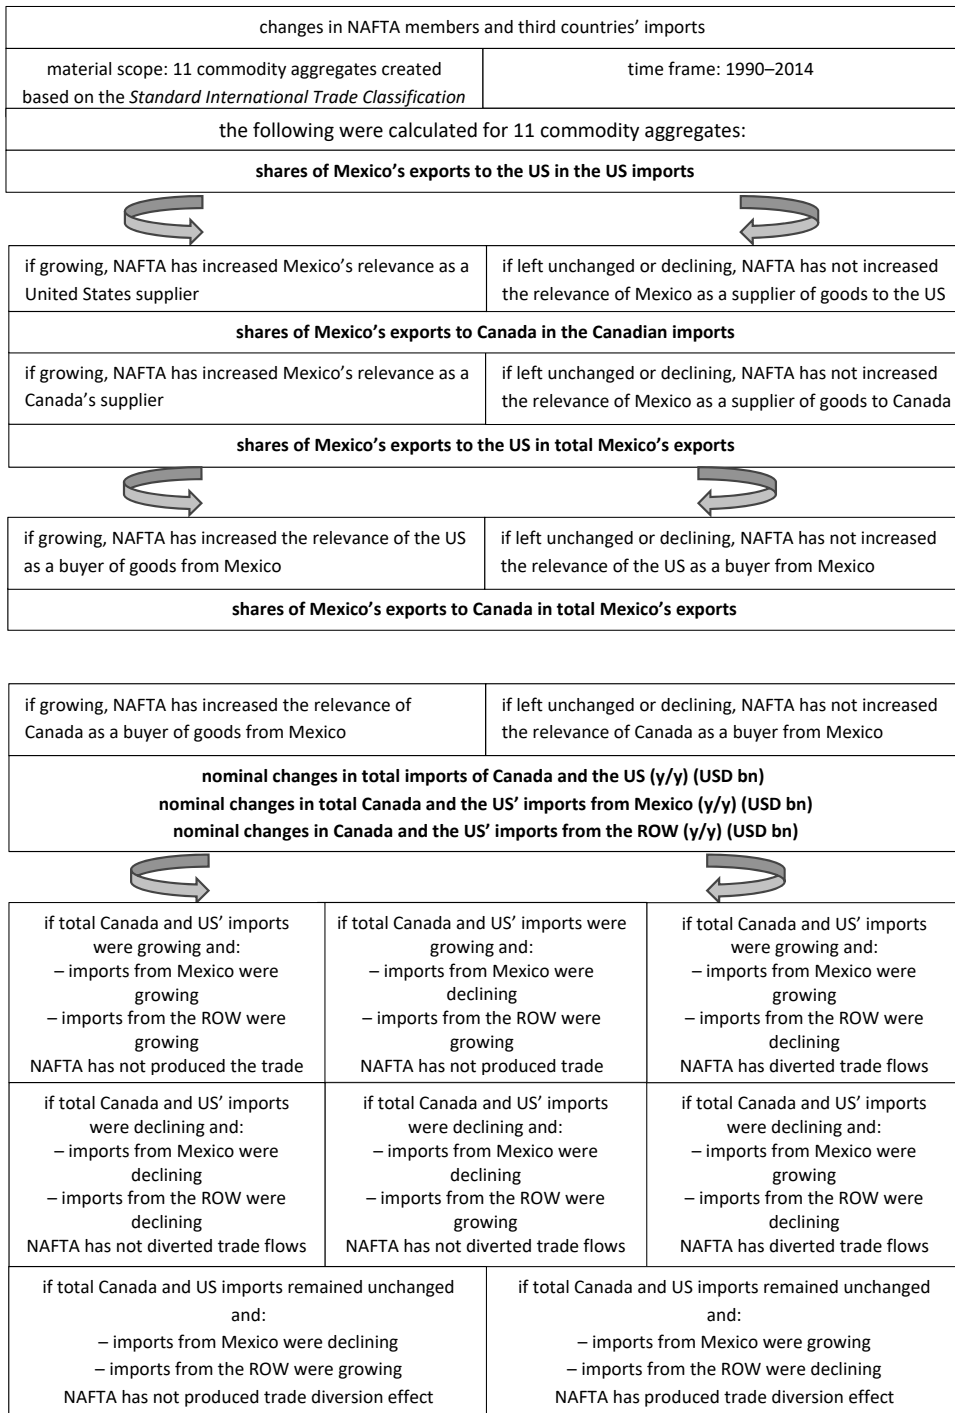 changes in NAFTA members and third countries’ imports
material scope: 11 commodity aggregates created
based on the Standard International Trade Classification
time frame: 1990–2014
the following were calculated for 11 commodity aggregates:
shares of Mexico’s exports to the US in the US imports
if growing, NAFTA has increased Mexico’s relevance as a
United States supplier
if left unchanged or declining, NAFTA has not increased
the relevance of Mexico as a supplier of goods to the US
shares of Mexico’s exports to Canada in the Canadian imports
if growing, NAFTA has increased Mexico’s relevance as a
Canada’s supplier
if left unchanged or declining, NAFTA has not increased
the relevance of Mexico as a supplier of goods to Canada
shares of Mexico’s exports to the US in total Mexico’s exports
if growing, NAFTA has increased the relevance of the US
as a buyer of goods from Mexico
if left unchanged or declining, NAFTA has not increased
the relevance of the US as a buyer from Mexico
shares of Mexico’s exports to Canada in total Mexico’s exports
if growing, NAFTA has increased the relevance of
Canada as a buyer of goods from Mexico
if left unchanged or declining, NAFTA has not increased
the relevance of Canada as a buyer from Mexico
nominal changes in total imports of Canada and the US (y/y) (USD bn)
nominal changes in total Canada and the US’ imports from Mexico (y/y) (USD bn)
nominal changes in Canada and the US’ imports from the ROW (y/y) (USD bn)
if total Canada and US’ imports
were growing and:
– imports from Mexico were
growing
– imports from the ROW were
growing
NAFTA has not produced the trade
if total Canada and US’ imports were
growing and:
– imports from Mexico were
declining
– imports from the ROW were
growing
NAFTA has not produced trade
if total Canada and US’ imports
were growing and:
– imports from Mexico were
growing
– imports from the ROW were
declining
NAFTA has diverted trade flows
if total Canada and US’ imports
were declining and:
– imports from Mexico were
declining
– imports from the ROW were
declining
NAFTA has not diverted trade flows
if total Canada and US’ imports
were declining and:
– imports from Mexico were
declining
– imports from the ROW were
growing
NAFTA has not diverted trade flows
if total Canada and US’ imports
were declining and:
– imports from Mexico were
growing
– imports from the ROW were
declining
NAFTA has diverted trade flows
if total Canada and US imports remained unchanged
and:
– imports from Mexico were declining
– imports from the ROW were growing
NAFTA has not produced trade diversion effect
if total Canada and US imports remained unchanged
and:
– imports from Mexico were growing
– imports from the ROW were declining
NAFTA has produced trade diversion effect